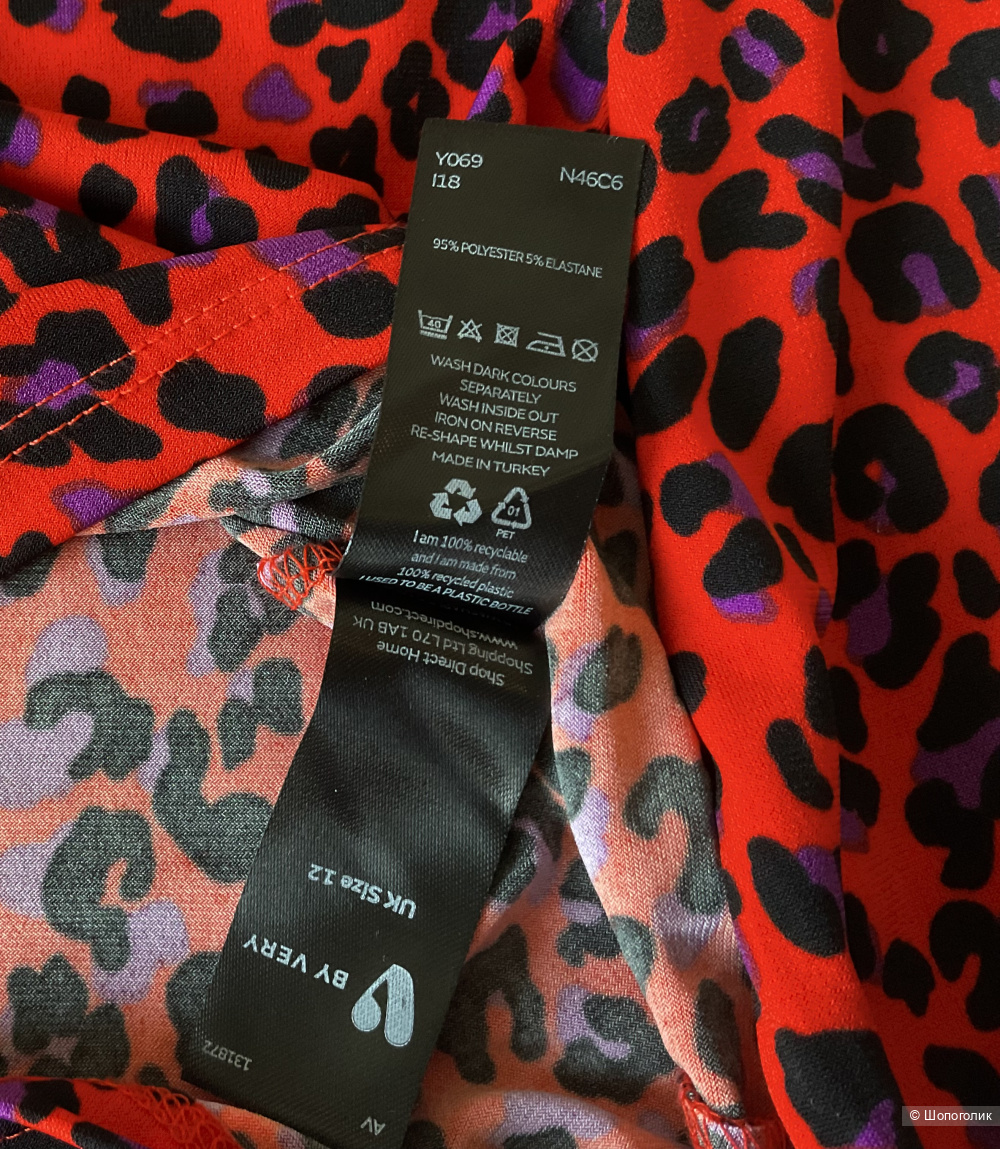 Y069
I18
N46C6
95% POLYESTER 5% ELASTANE
40
WASH DARK COLOURS
SEPARATELY
WASH INSIDE OUT
IRON ON REVERSE
RE-SHAPE WHILST DAMP
MADE IN TURKEY
01
PET
I am 100% recyclable
and I am made from
100% recycled plastic
I USED TO BE A PLASTIC BOTTLE
AV
131872
BY VERY
UK Size 12
Shop Direct Home
Shopping Ltd L70 1AB UK
www.shopdirect.com
© Шопоголик